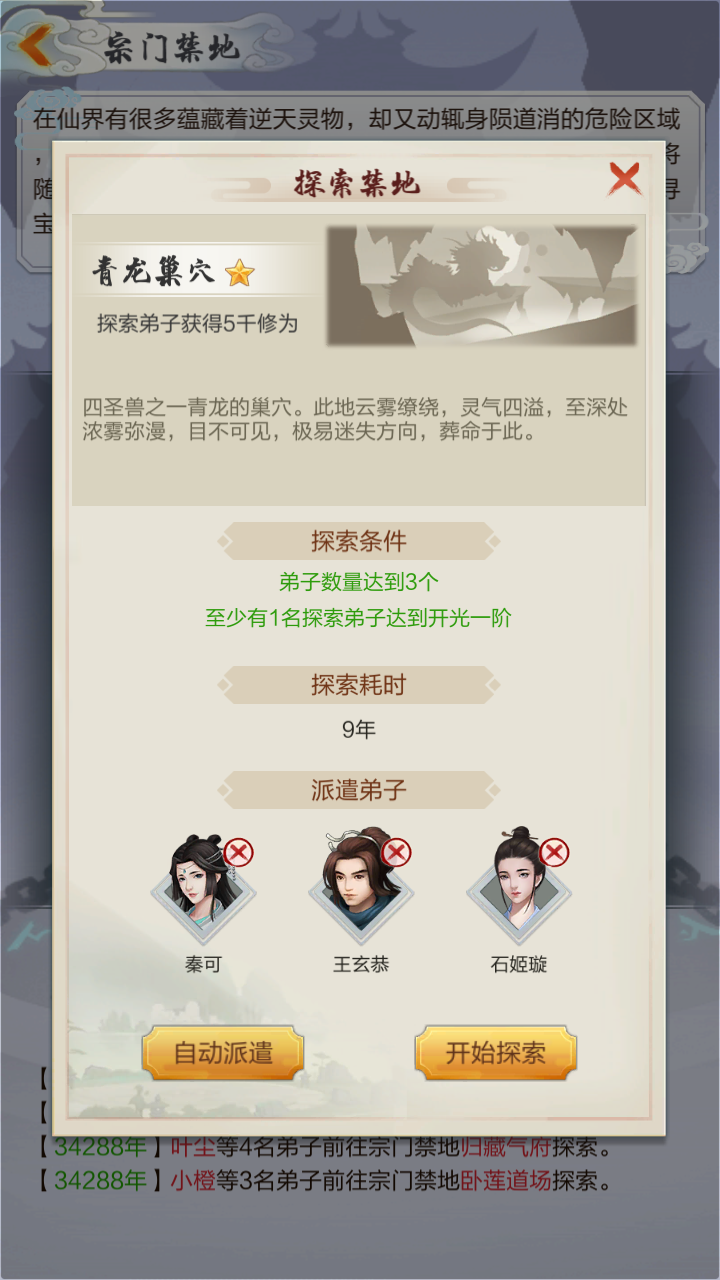 宗门禁地
在仙界有很多蕴藏着逆天灵物，却又动辄身陨道消的危险区域
，
将
随
寻
宝
探索禁地
青龙巢穴
探索弟子获得5千修为
四圣兽之一青龙的巢穴。此地云雾缭绕，灵气四溢，至深处
浓雾弥漫，目不可见，极易迷失方向，葬命于此。
探索条件
弟子数量达到3个
至少有1名探索弟子达到开光一阶
探索耗时
9年
派遣弟子
秦可
王玄恭
石姬璇
自动派遣
开始探索
【
【
【34288年】叶尘等4名弟子前往宗门禁地归藏气府探索。
【34288年】小橙等3名弟子前往宗门禁地卧莲道场探索。